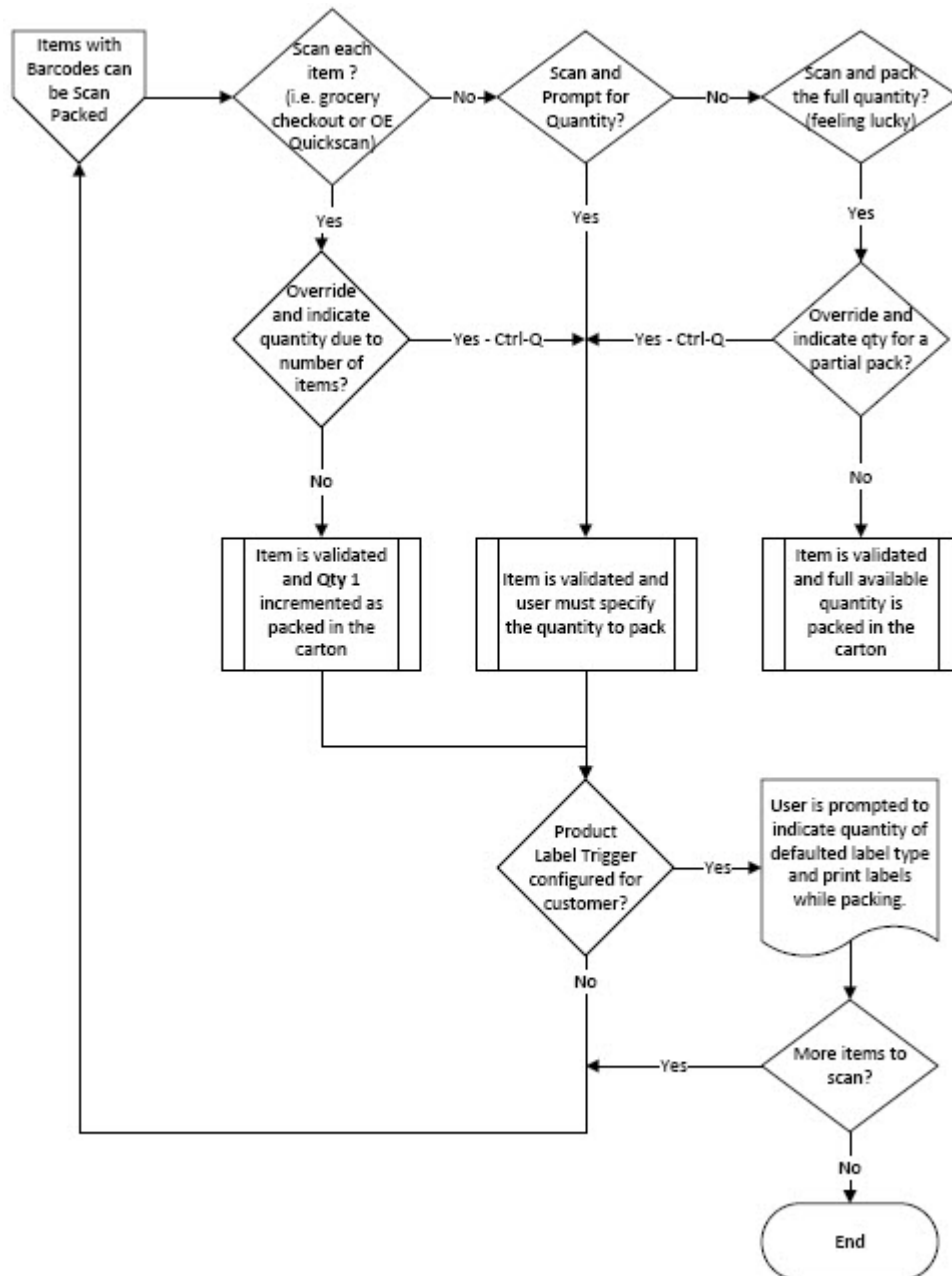 Items with
Barcodes can
be Scan
Packed
Scan each
item ?
(i.e. grocery
checkout or OE
Quickscan)
No
Scan and
Prompt for
Quantity?
No
Scan and pack
the full quantity?
(feeling lucky)
Yes
Yes
Yes
Override
and indicate
quantity due to
number of
items?
Yes - Ctrl-Q
Yes - Ctrl-Q
Override and
indicate qty for a
partial pack?
No
No
Item is validated
and Qty 1
incremented as
packed in the
carton
Item is validated and
user must specify
the quantity to pack
Item is validated
and full available
quantity is
packed in the
carton
Product
Label Trigger
configured for
customer?
Yes
User is prompted to
indicate quantity of
defaulted label type
and print labels
while packing.
No
More items to
scan?
Yes
No
End